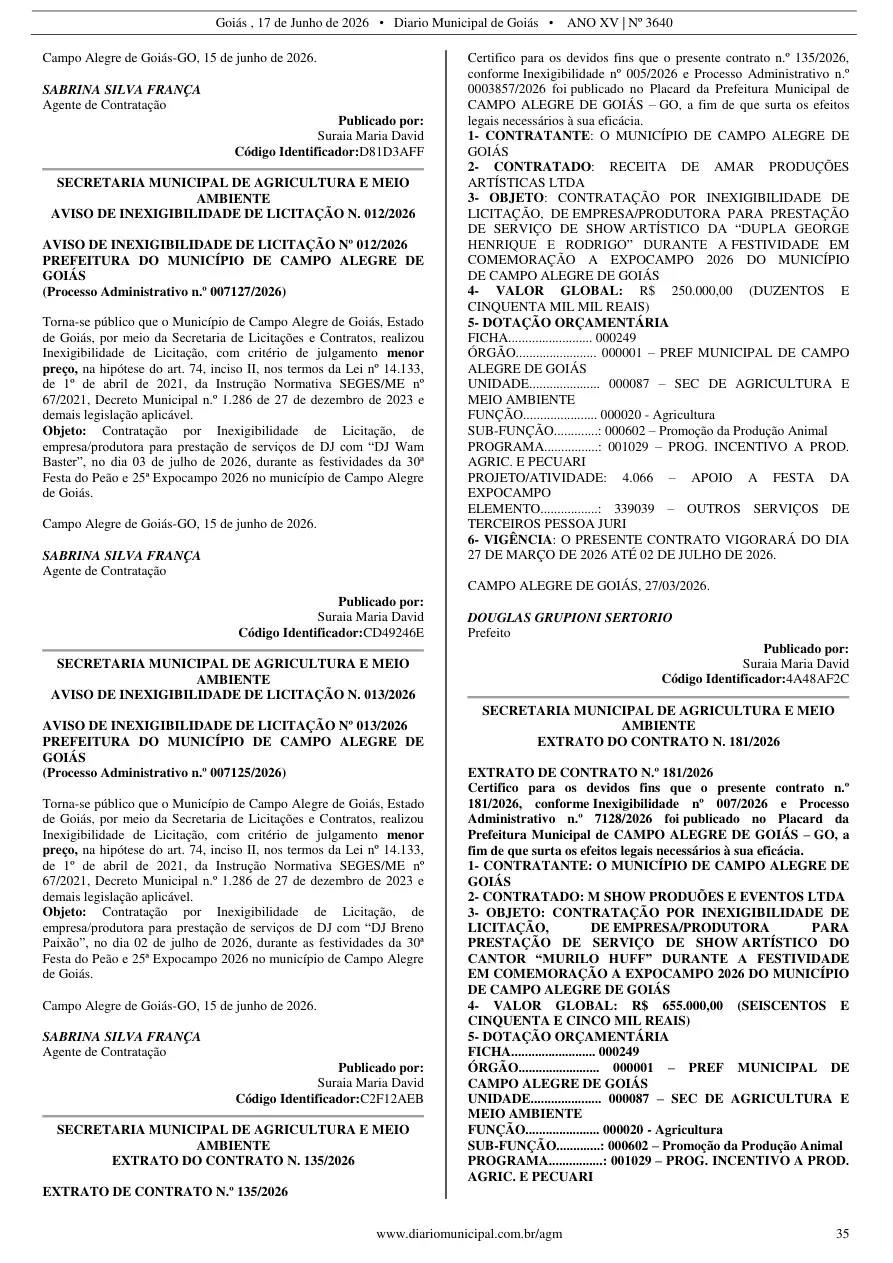 Goiás , 17 de Junho de 2026 • Diario Municipal de Goiás • ANO XV | Nº 3640
Campo Alegre de Goiás-GO, 15 de junho de 2026.
SABRINA SILVA FRANÇA
Agente de Contratação
Publicado por:
Suraia Maria David
Código Identificador:D81D3AFF
SECRETARIA MUNICIPAL DE AGRICULTURA E MEIO
AMBIENTE
AVISO DE INEXIGIBILIDADE DE LICITAÇÃO N. 012/2026
AVISO DE INEXIGIBILIDADE DE LICITAÇÃO Nº 012/2026
PREFEITURA DO MUNICÍPIO DE CAMPO ALEGRE DE
GOIÁS
(Processo Administrativo n.º 007127/2026)
Torna-se público que o Município de Campo Alegre de Goiás, Estado
de Goiás, por meio da Secretaria de Licitações e Contratos, realizou
Inexigibilidade de Licitação, com critério de julgamento menor
preço, na hipótese do art. 74, inciso II, nos termos da Lei nº 14.133,
de 1º de abril de 2021, da Instrução Normativa SEGES/ME nº
67/2021, Decreto Municipal n.º 1.286 de 27 de dezembro de 2023 e
demais legislação aplicável.
Objeto: Contratação por Inexigibilidade de Licitação, de
empresa/produtora para prestação de serviços de DJ com “DJ Wam
Baster”, no dia 03 de julho de 2026, durante as festividades da 30ª
Festa do Peão e 25ª Expocampo 2026 no município de Campo Alegre
de Goiás.
Campo Alegre de Goiás-GO, 15 de junho de 2026.
SABRINA SILVA FRANÇA
Agente de Contratação
Publicado por:
Suraia Maria David
Código Identificador:CD49246E
SECRETARIA MUNICIPAL DE AGRICULTURA E MEIO
AMBIENTE
AVISO DE INEXIGIBILIDADE DE LICITAÇÃO N. 013/2026
AVISO DE INEXIGIBILIDADE DE LICITAÇÃO Nº 013/2026
PREFEITURA DO MUNICÍPIO DE CAMPO ALEGRE DE
GOIÁS
(Processo Administrativo n.º 007125/2026)
Torna-se público que o Município de Campo Alegre de Goiás, Estado
de Goiás, por meio da Secretaria de Licitações e Contratos, realizou
Inexigibilidade de Licitação, com critério de julgamento menor
preço, na hipótese do art. 74, inciso II, nos termos da Lei nº 14.133,
de 1º de abril de 2021, da Instrução Normativa SEGES/ME nº
67/2021, Decreto Municipal n.º 1.286 de 27 de dezembro de 2023 e
demais legislação aplicável.
Objeto: Contratação por Inexigibilidade de Licitação, de
empresa/produtora para prestação de serviços de DJ com “DJ Breno
Paixão”, no dia 02 de julho de 2026, durante as festividades da 30ª
Festa do Peão e 25ª Expocampo 2026 no município de Campo Alegre
de Goiás.
Campo Alegre de Goiás-GO, 15 de junho de 2026.
SABRINA SILVA FRANÇA
Agente de Contratação
Publicado por:
Suraia Maria David
Código Identificador:C2F12AEB
SECRETARIA MUNICIPAL DE AGRICULTURA E MEIO
AMBIENTE
EXTRATO DO CONTRATO N. 135/2026
EXTRATO DE CONTRATO N.º 135/2026
Certifico para os devidos fins que o presente contrato n.º 135/2026,
conforme Inexigibilidade nº 005/2026 e Processo Administrativo n.º
0003857/2026 foi publicado no Placard da Prefeitura Municipal de
CAMPO ALEGRE DE GOIÁS – GO, a fim de que surta os efeitos
legais necessários à sua eficácia.
1- CONTRATANTE: O MUNICÍPIO DE CAMPO ALEGRE DE
GOIÁS
2- CONTRATADO: RECEITA DE AMAR PRODUÇÕES
ARTÍSTICAS LTDA
3- OBJETO: CONTRATAÇÃO POR INEXIGIBILIDADE DE
LICITAÇÃO, DE EMPRESA/PRODUTORA PARA PRESTAÇÃO
DE SERVIÇO DE SHOW ARTÍSTICO DA “DUPLA GEORGE
HENRIQUE E RODRIGO” DURANTE A FESTIVIDADE EM
COMEMORAÇÃO A EXPOCAMPO 2026 DO MUNICÍPIO
DE CAMPO ALEGRE DE GOIÁS
4- VALOR GLOBAL: R$ 250.000,00 (DUZENTOS E
CINQUENTA MIL MIL REAIS)
5- DOTAÇÃO ORÇAMENTÁRIA
FICHA......................... 000249
ÓRGÃO........................ 000001 – PREF MUNICIPAL DE CAMPO
ALEGRE DE GOIÁS
UNIDADE..................... 000087 – SEC DE AGRICULTURA E
MEIO AMBIENTE
FUNÇÃO...................... 000020 - Agricultura
SUB-FUNÇÃO.............: 000602 – Promoção da Produção Animal
PROGRAMA................: 001029 – PROG. INCENTIVO A PROD.
AGRIC. E PECUARI
PROJETO/ATIVIDADE: 4.066 – APOIO A FESTA DA
EXPOCAMPO
ELEMENTO.................: 339039 – OUTROS SERVIÇOS DE
TERCEIROS PESSOA JURI
6- VIGÊNCIA: O PRESENTE CONTRATO VIGORARÁ DO DIA
27 DE MARÇO DE 2026 ATÉ 02 DE JULHO DE 2026.
CAMPO ALEGRE DE GOIÁS, 27/03/2026.
DOUGLAS GRUPIONI SERTORIO
Prefeito
Publicado por:
Suraia Maria David
Código Identificador:4A48AF2C
SECRETARIA MUNICIPAL DE AGRICULTURA E MEIO
AMBIENTE
EXTRATO DO CONTRATO N. 181/2026
EXTRATO DE CONTRATO N.º 181/2026
Certifico para os devidos fins que o presente contrato n.º
181/2026, conforme Inexigibilidade nº 007/2026 e Processo
Administrativo n.º 7128/2026 foi publicado no Placard da
Prefeitura Municipal de CAMPO ALEGRE DE GOIÁS – GO, a
fim de que surta os efeitos legais necessários à sua eficácia.
1- CONTRATANTE: O MUNICÍPIO DE CAMPO ALEGRE DE
GOIÁS
2- CONTRATADO: M SHOW PRODUÕES E EVENTOS LTDA
3- OBJETO: CONTRATAÇÃO POR INEXIGIBILIDADE DE
LICITAÇÃO, DE EMPRESA/PRODUTORA PARA
PRESTAÇÃO DE SERVIÇO DE SHOW ARTÍSTICO DO
CANTOR “MURILO HUFF” DURANTE A FESTIVIDADE
EM COMEMORAÇÃO A EXPOCAMPO 2026 DO MUNICÍPIO
DE CAMPO ALEGRE DE GOIÁS
4- VALOR GLOBAL: R$ 655.000,00 (SEISCENTOS E
CINQUENTA E CINCO MIL REAIS)
5- DOTAÇÃO ORÇAMENTÁRIA
FICHA......................... 000249
ÓRGÃO........................ 000001 – PREF MUNICIPAL DE
CAMPO ALEGRE DE GOIÁS
UNIDADE..................... 000087 – SEC DE AGRICULTURA E
MEIO AMBIENTE
FUNÇÃO...................... 000020 - Agricultura
SUB-FUNÇÃO.............: 000602 – Promoção da Produção Animal
PROGRAMA................: 001029 – PROG. INCENTIVO A PROD.
AGRIC. E PECUARI
www.diariomunicipal.com.br/agm 35